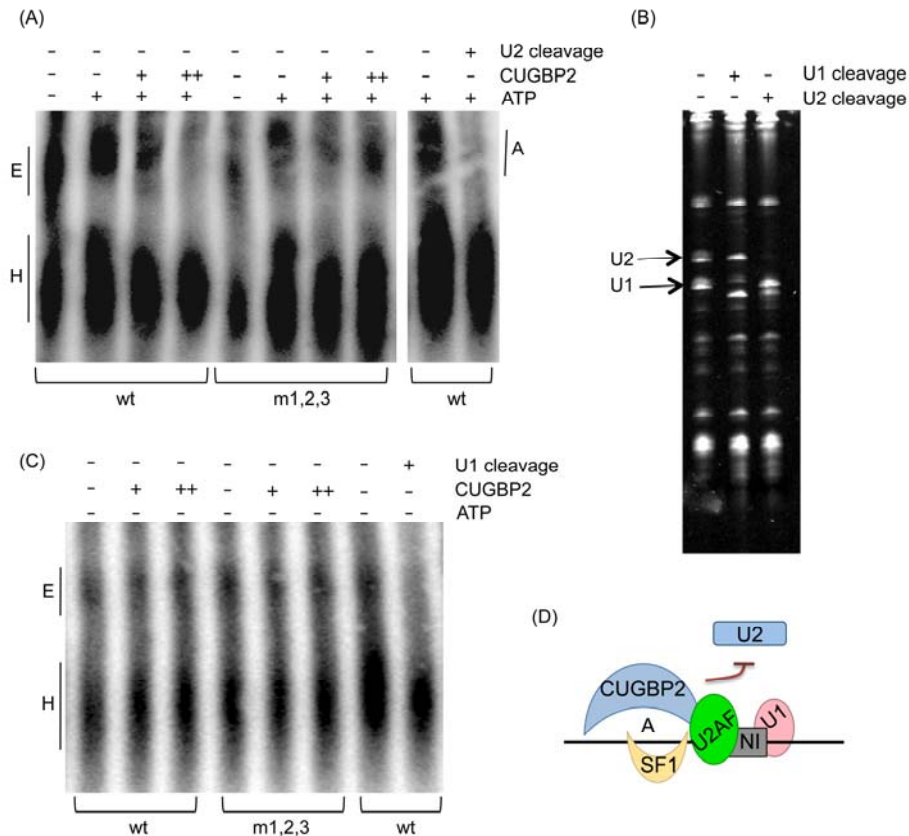 (A)
- - - - - - - - - + U2 cleavage
- - + ++ - - + ++ - - CUGBP2
- + + + - + + + + + ATP
E
H
A
wt
m1,2,3
wt
(B)
- + - U1 cleavage
- - + U2 cleavage
U2
U1
(C)
- - - - - - - + U1 cleavage
- + ++ - + ++ - - CUGBP2
- - - - - - - - ATP
E
H
wt
m1,2,3
wt
(D)
U2
CUGBP2
A
U2AF
NI
U1
SF1